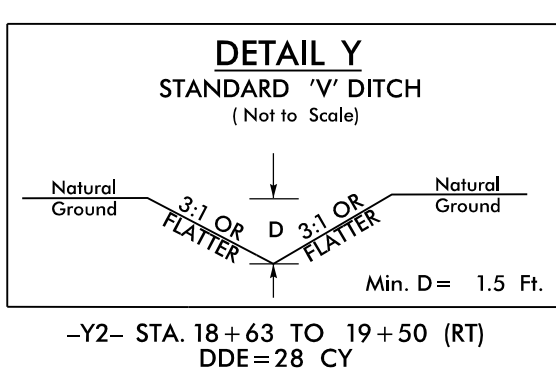 DETAIL Y
STANDARD 'V' DITCH
( Not to Scale)
Natural
Ground
3:1 OR
FLATTER
D
3:1 OR
FLATTER
Natural
Ground
Min. D= 1.5 Ft.
-Y2- STA. 18+63 TO 19+50 (RT)
DDE=28 CY